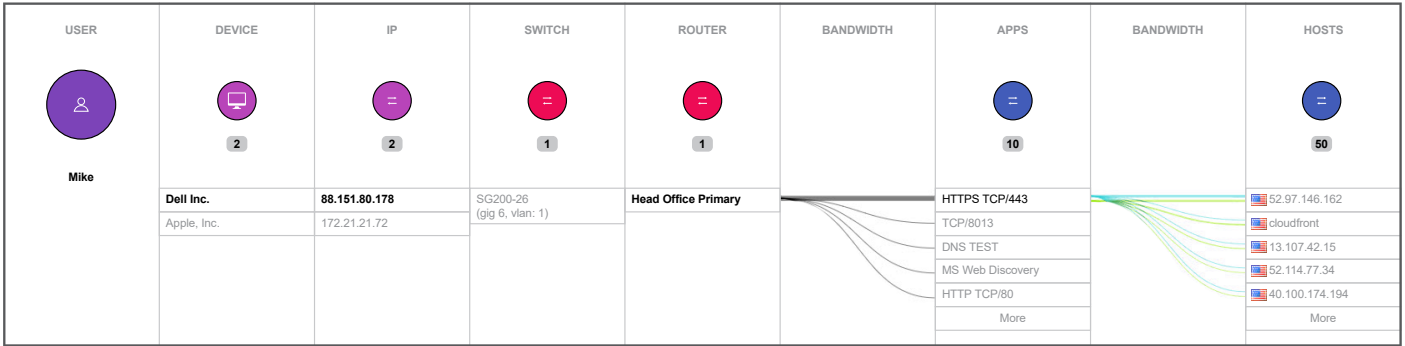 USER
DEVICE
IP
SWITCH
ROUTER
BANDWIDTH
APPS
BANDWIDTH
HOSTS
2
2
1
1
10
50
Mike
Dell Inc.
Apple, Inc.
88.151.80.178
172.21.21.72
SG200-26
(gig 6, vlan: 1)
Head Office Primary
HTTPS TCP/443
TCP/8013
DNS TEST
MS Web Discovery
HTTP TCP/80
More
52.97.146.162
cloudfront
13.107.42.15
52.114.77.34
40.100.174.194
More